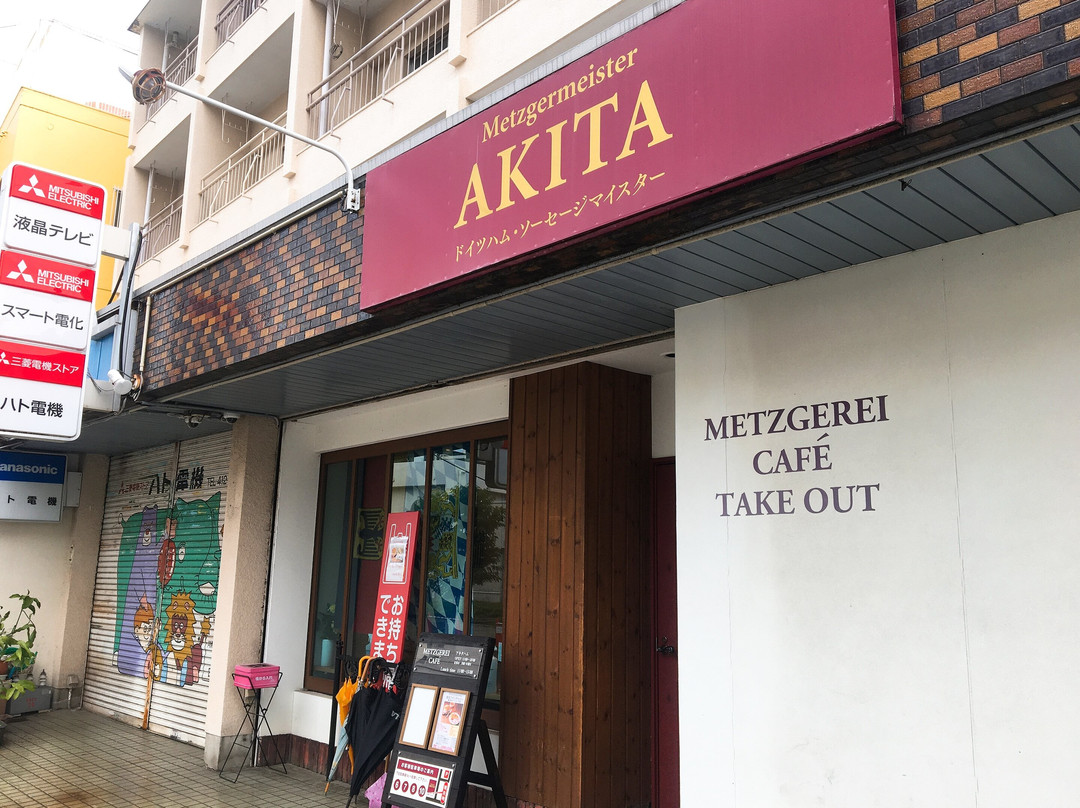 Metzgermeister
AKITA
ドイツハム・ソーセージマイスター
MITSUBISHI
ELECTRIC
液晶テレビ
MITSUBISHI
ELECTRIC
スマート電化
三菱電機ストア
ハト電機
Panasonic
ト電機
ハト電機
METZGEREI
CAFÉ
TAKE OUT
お持ち
できま
METZGEREI
CAFE